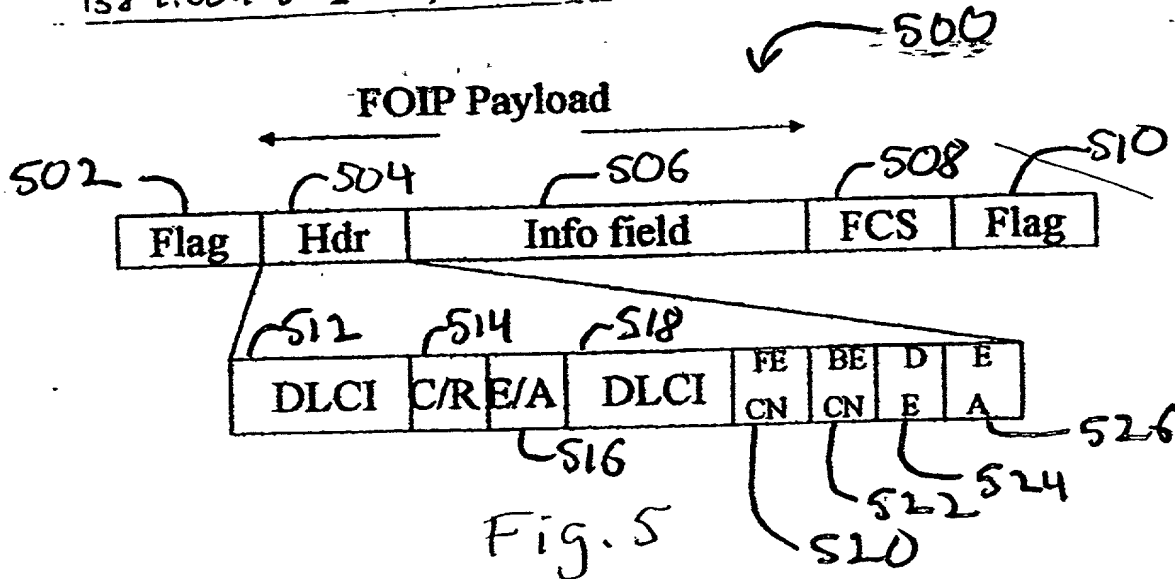 500
FOIP Payload
502 504 506 508 510
Flag Hdr Info field FCS Flag
512 514 518
DLCI C/R E/A DLCI FE CN BE CN D E E A
516 526
522 524
520
Fig. 5